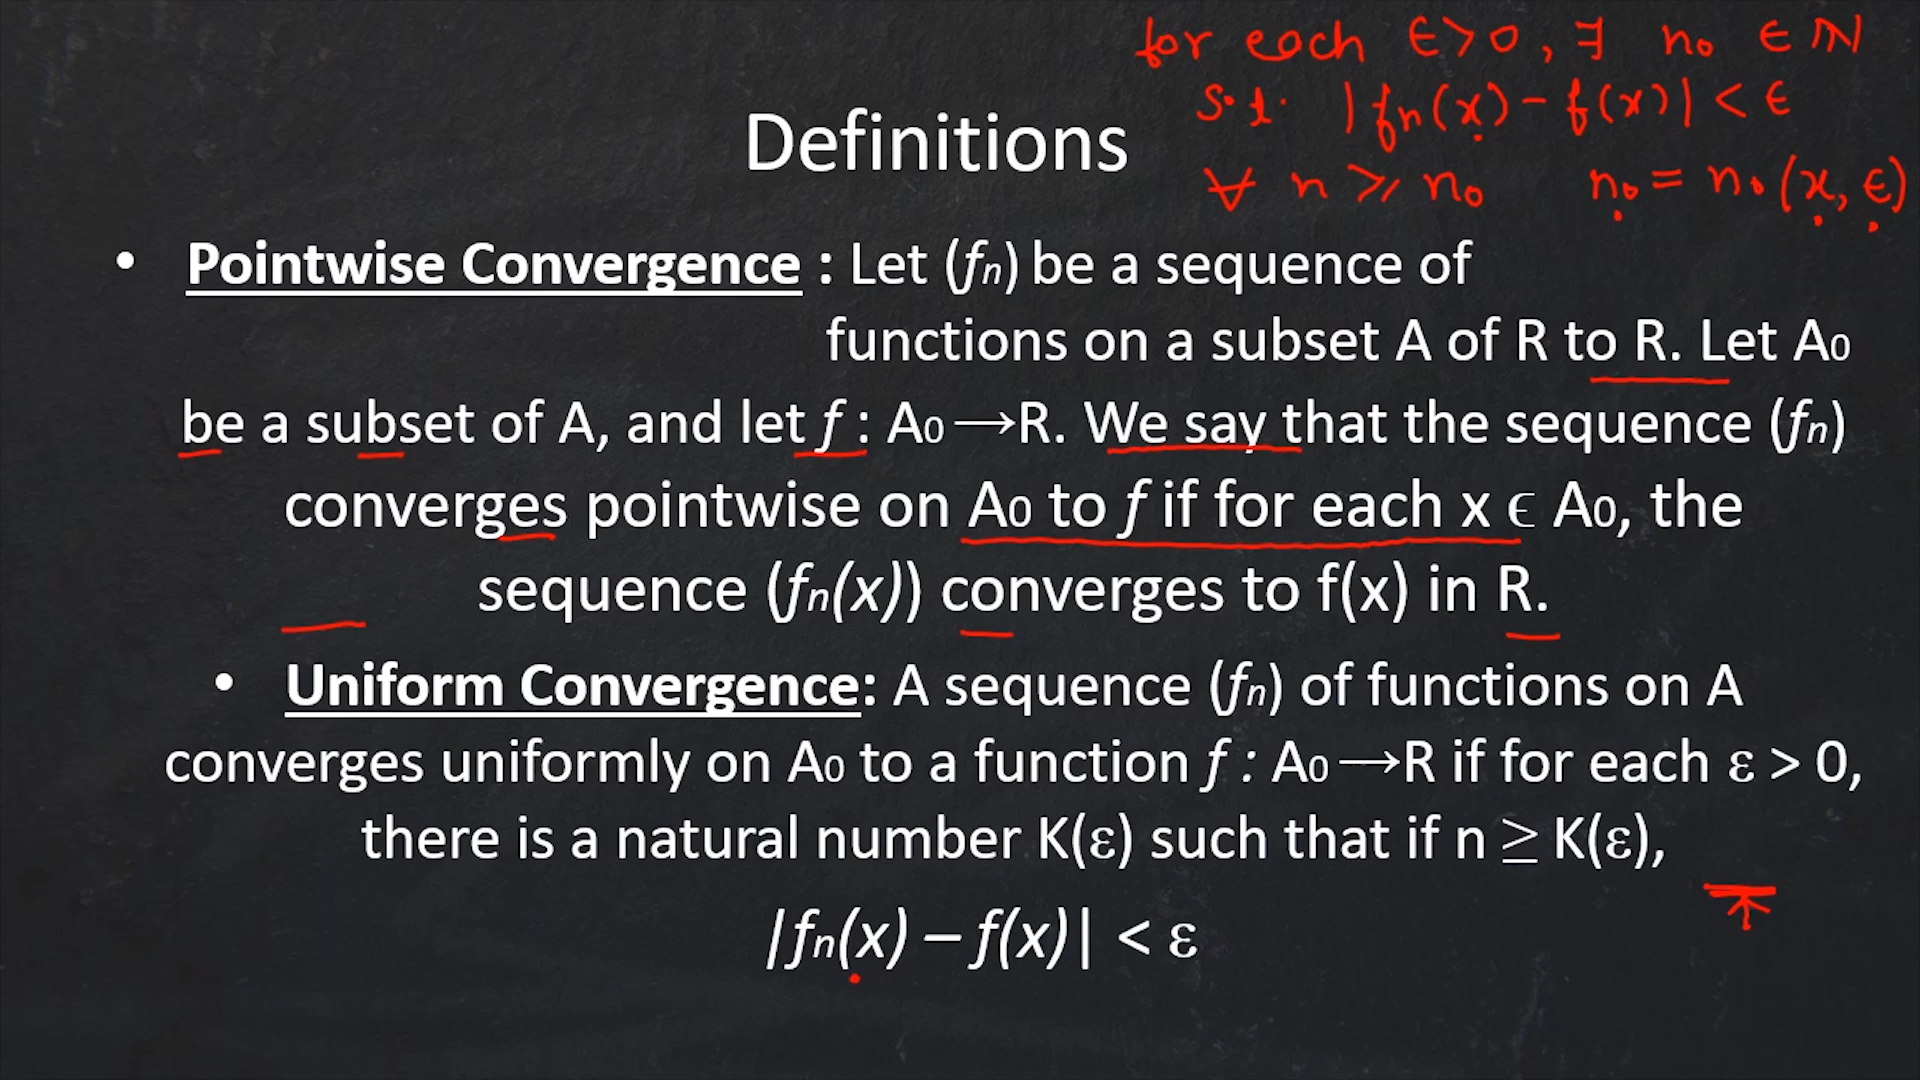 for each ϵ>0, ∃ n₀ ∈ ℕ
s.t. |fn(x) - f(x)| < ϵ
∀ n ≥ n₀ n₀ = n₀(x, ϵ)
Definitions
• Pointwise Convergence : Let (fn) be a sequence of
functions on a subset A of R to R. Let A0
be a subset of A, and let f : A0 → R. We say that the sequence (fn)
converges pointwise on A0 to f if for each x ϵ A0, the
sequence (fn(x)) converges to f(x) in R.
• Uniform Convergence: A sequence (fn) of functions on A
converges uniformly on A0 to a function f : A0 → R if for each ε > 0,
there is a natural number K(ε) such that if n ≥ K(ε),
|fn(x) – f(x)| < ε